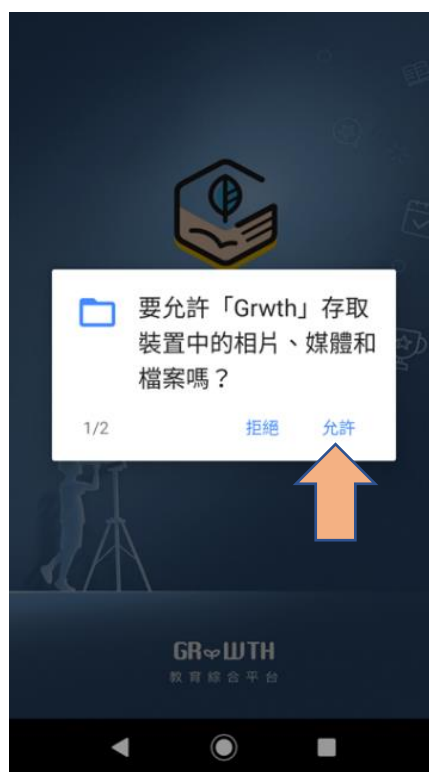 要允許「Grwth」存取
裝置中的相片、媒體和
檔案嗎？
1/2 拒絕 允許
GRWTH
教育綜合平台